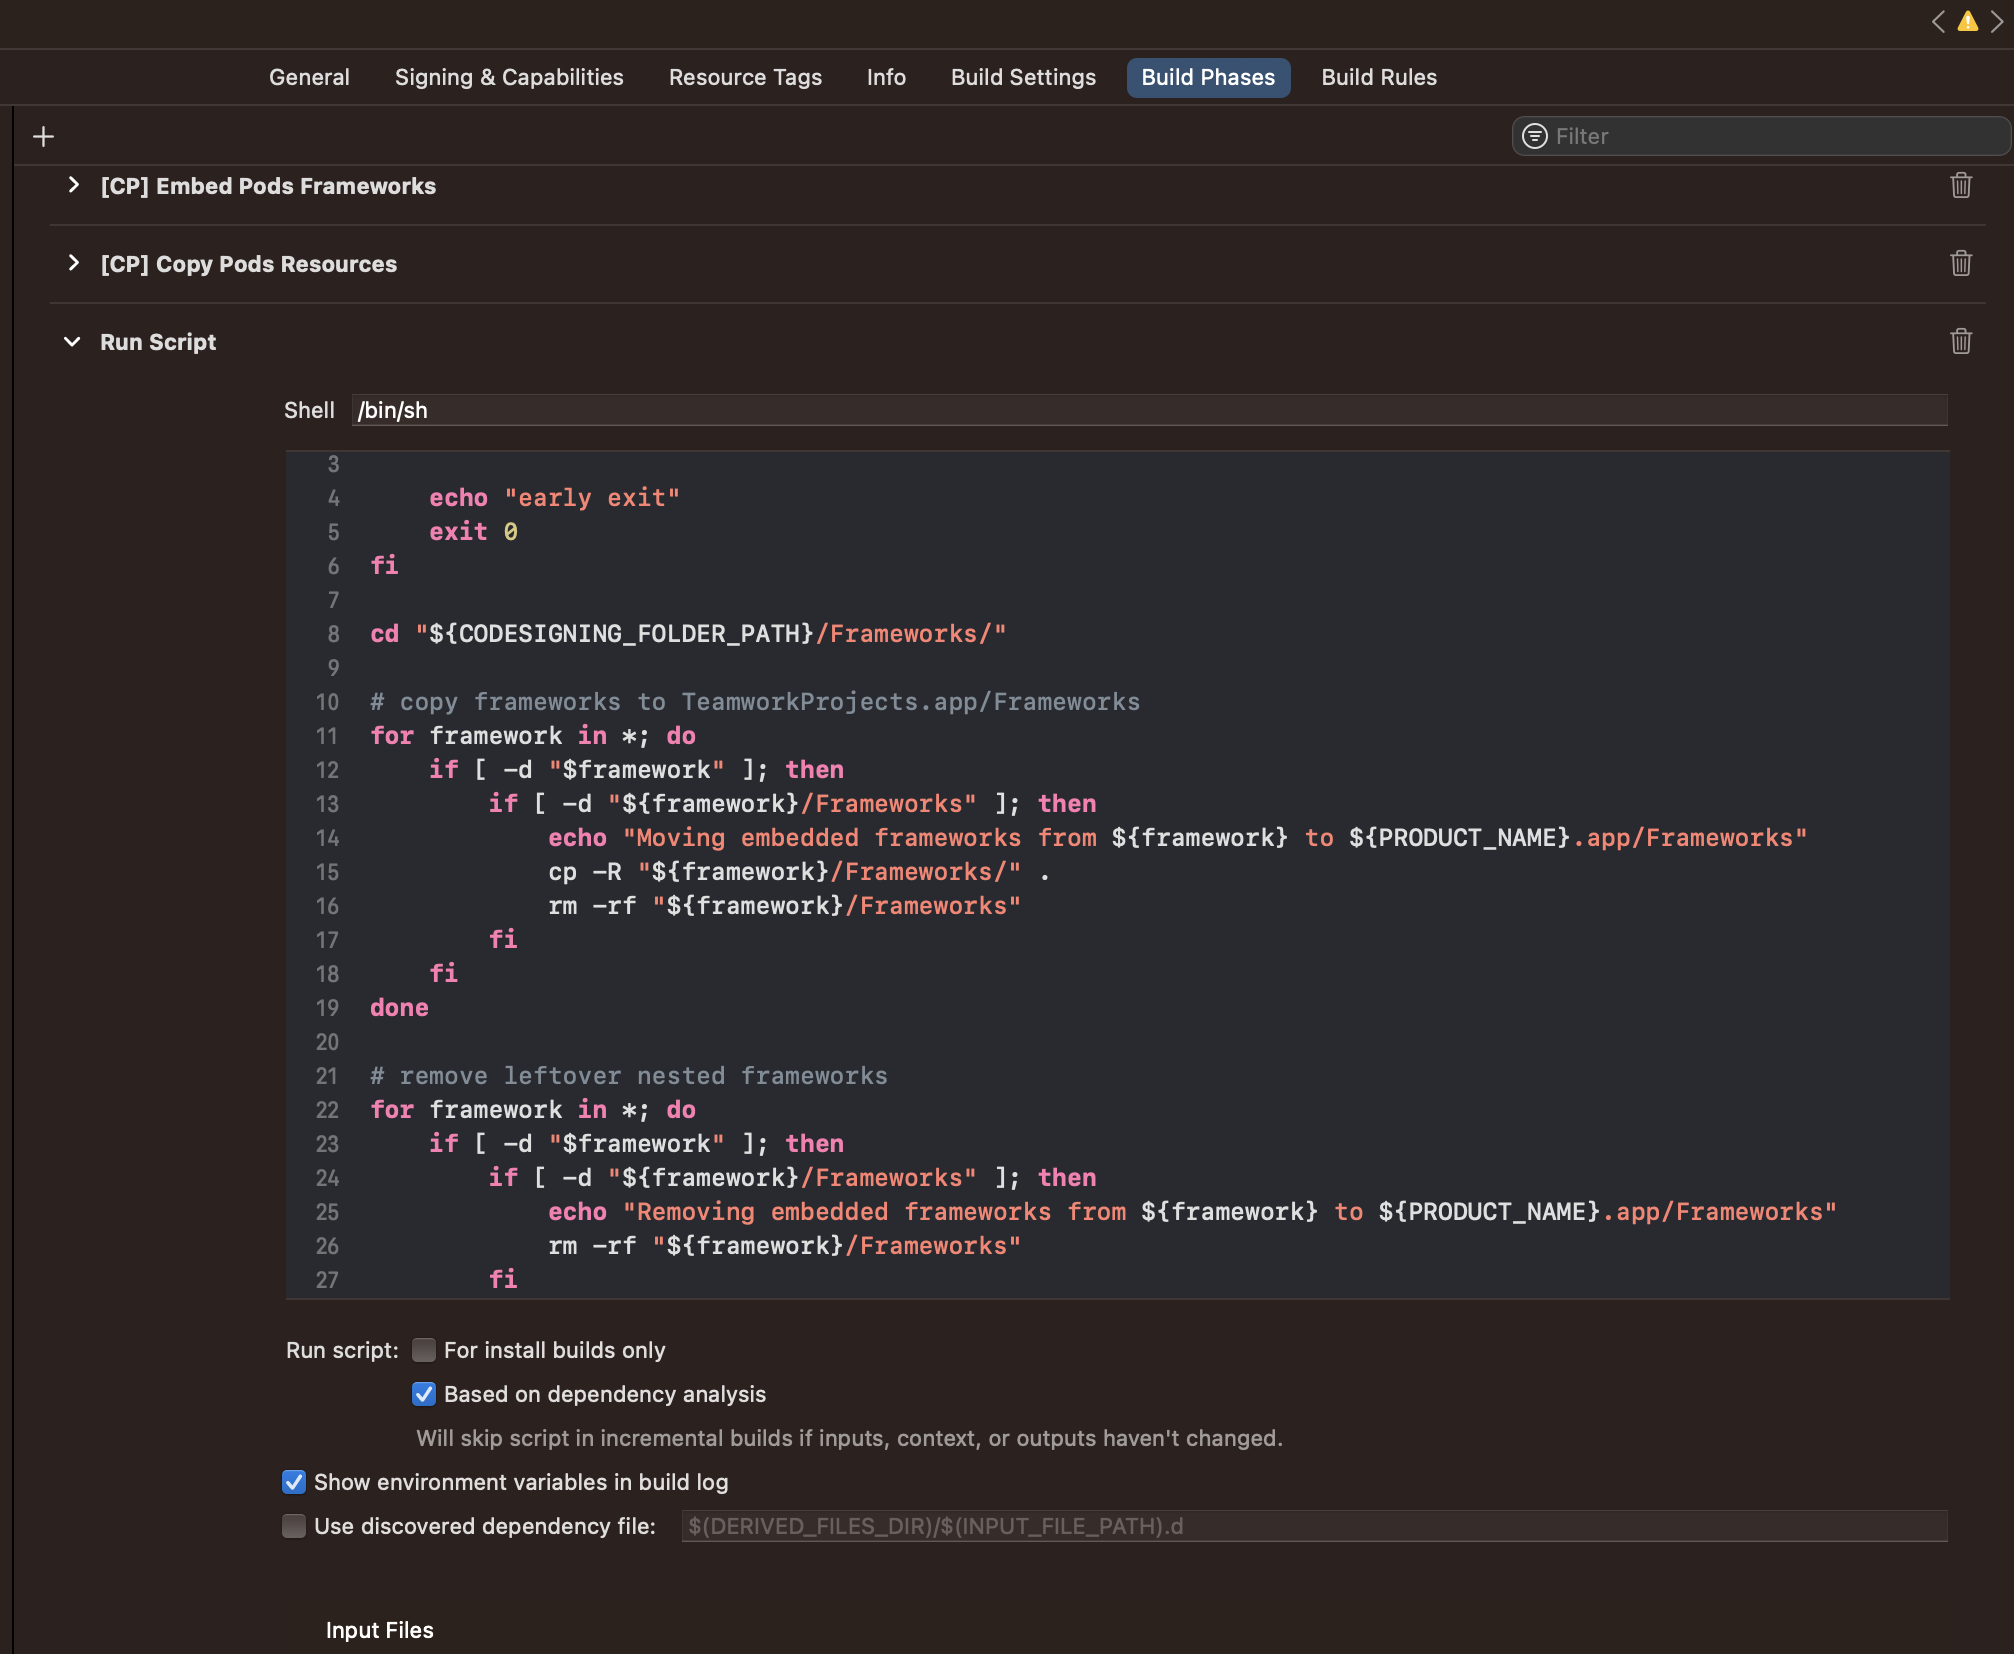 General Signing & Capabilities Resource Tags Info Build Settings Build Phases Build Rules
Filter
[CP] Embed Pods Frameworks
[CP] Copy Pods Resources
Run Script
Shell /bin/sh
3
4     echo "early exit"
5     exit 0
6 fi
7
8 cd "${CODESIGNING_FOLDER_PATH}/Frameworks/"
9
10 # copy frameworks to TeamworkProjects.app/Frameworks
11 for framework in *; do
12     if [ -d "$framework" ]; then
13         if [ -d "${framework}/Frameworks" ]; then
14             echo "Moving embedded frameworks from ${framework} to ${PRODUCT_NAME}.app/Frameworks"
15             cp -R "${framework}/Frameworks/" .
16             rm -rf "${framework}/Frameworks"
17         fi
18     fi
19 done
20
21 # remove leftover nested frameworks
22 for framework in *; do
23     if [ -d "$framework" ]; then
24         if [ -d "${framework}/Frameworks" ]; then
25             echo "Removing embedded frameworks from ${framework} to ${PRODUCT_NAME}.app/Frameworks"
26             rm -rf "${framework}/Frameworks"
27         fi
Run script: For install builds only
Based on dependency analysis
Will skip script in incremental builds if inputs, context, or outputs haven't changed.
Show environment variables in build log
Use discovered dependency file: $(DERIVED_FILES_DIR)/$(INPUT_FILE_PATH).d
Input Files